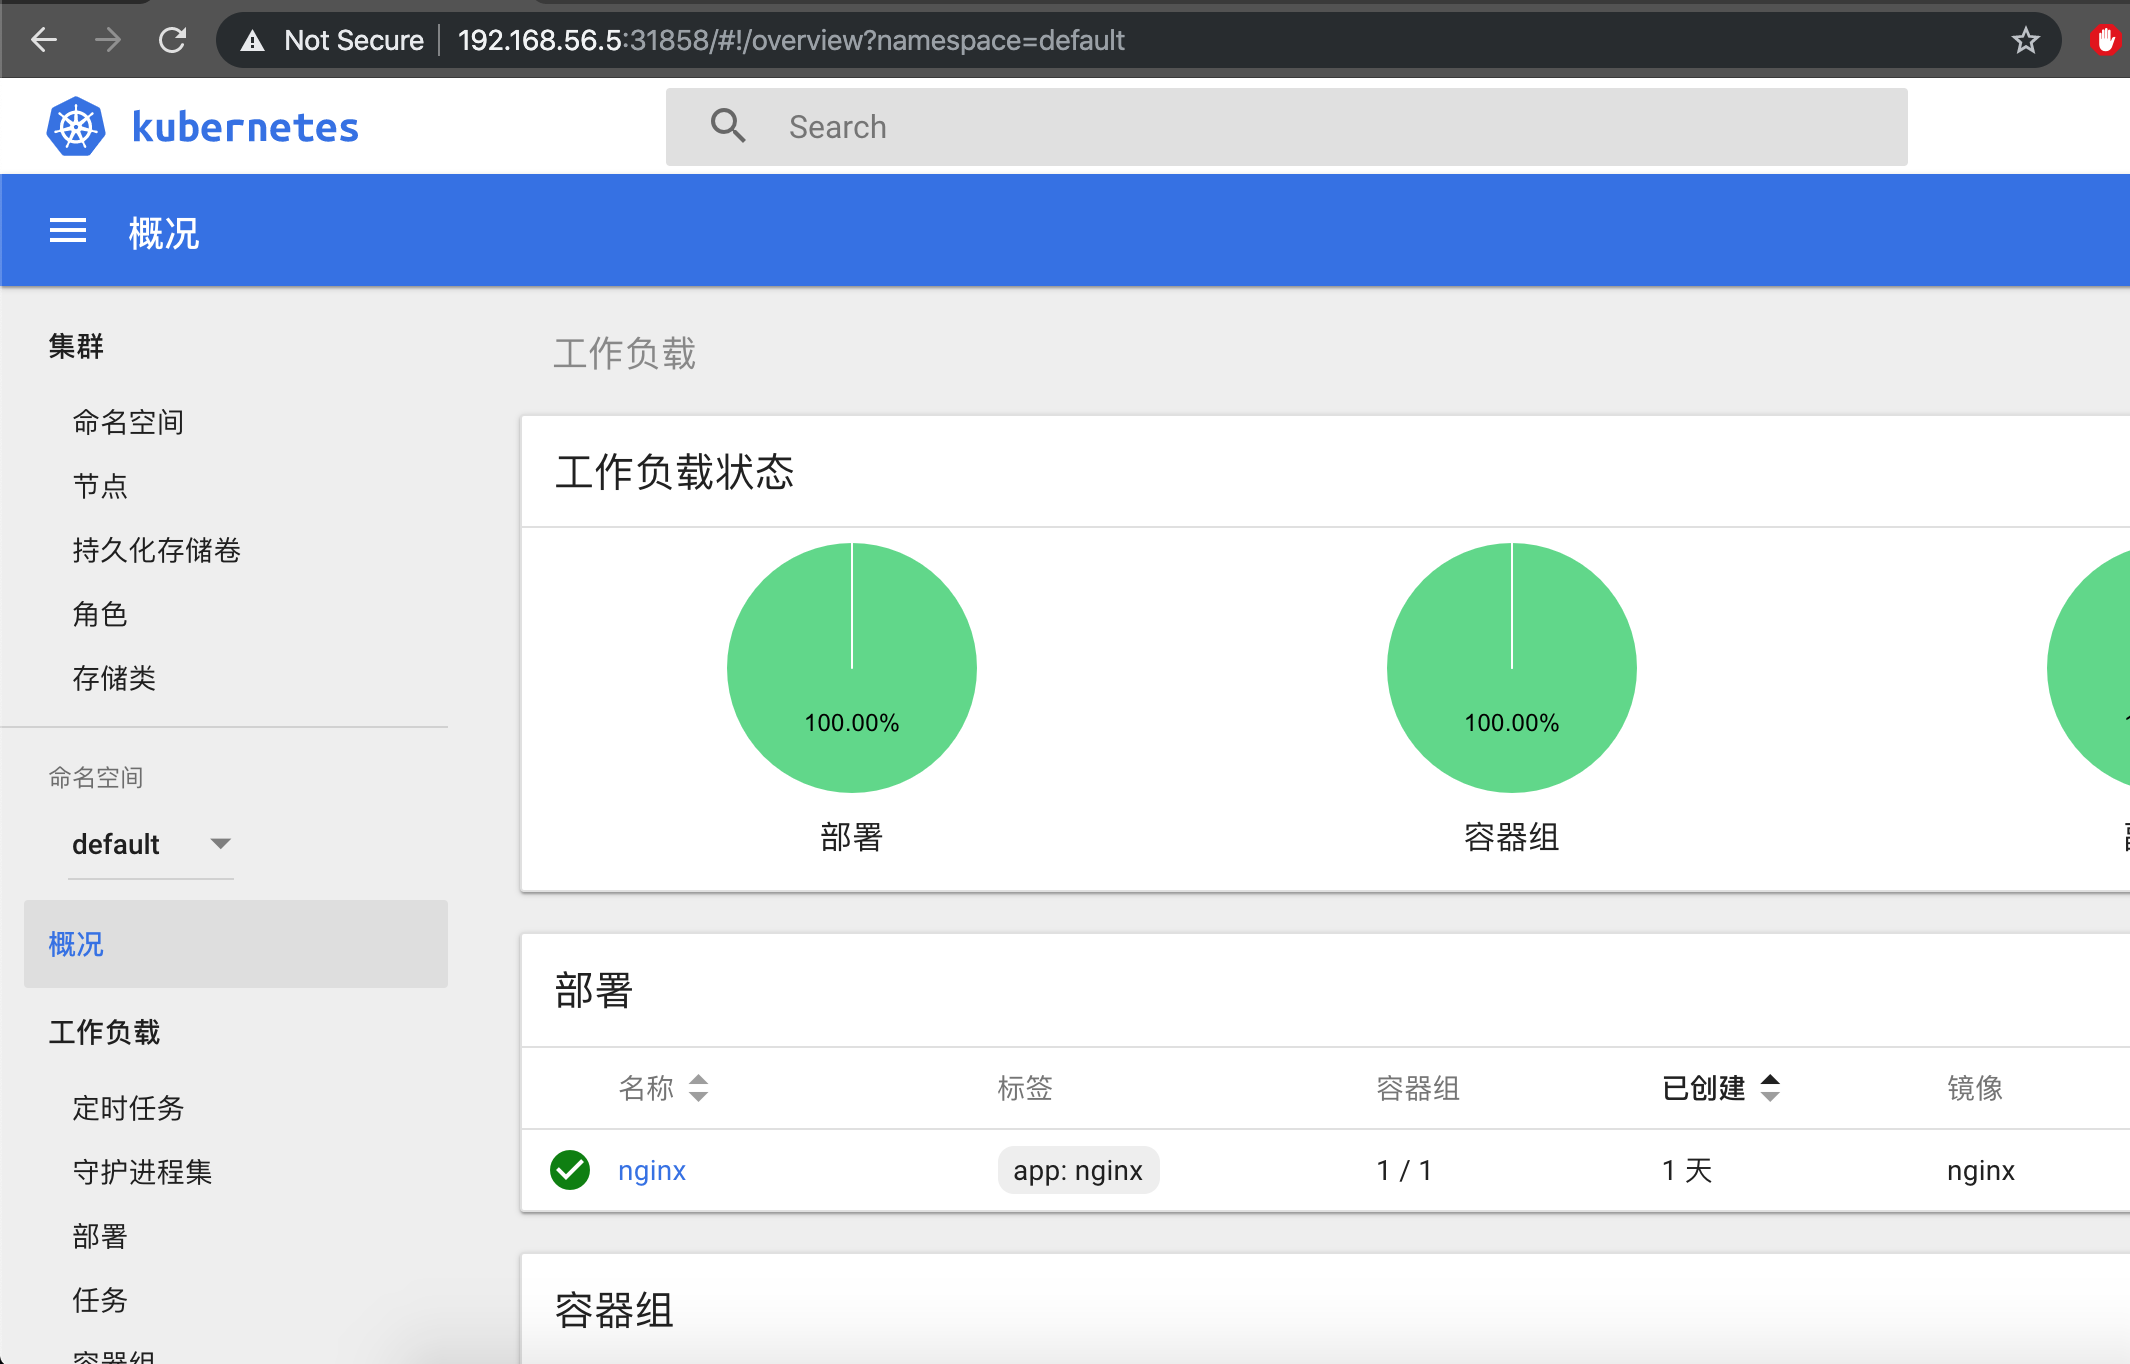 Not Secure 192.168.56.5:31858/#!/overview?namespace=default
kubernetes
Search
概况
集群
命名空间
节点
持久化存储卷
角色
存储类
命名空间
default
概况
工作负载
定时任务
守护进程集
部署
任务
容器组
工作负载
工作负载状态
100.00%
100.00%
部署
容器组
部署
名称 标签 容器组 已创建 镜像
nginx app: nginx 1 / 1 1 天 nginx
容器组